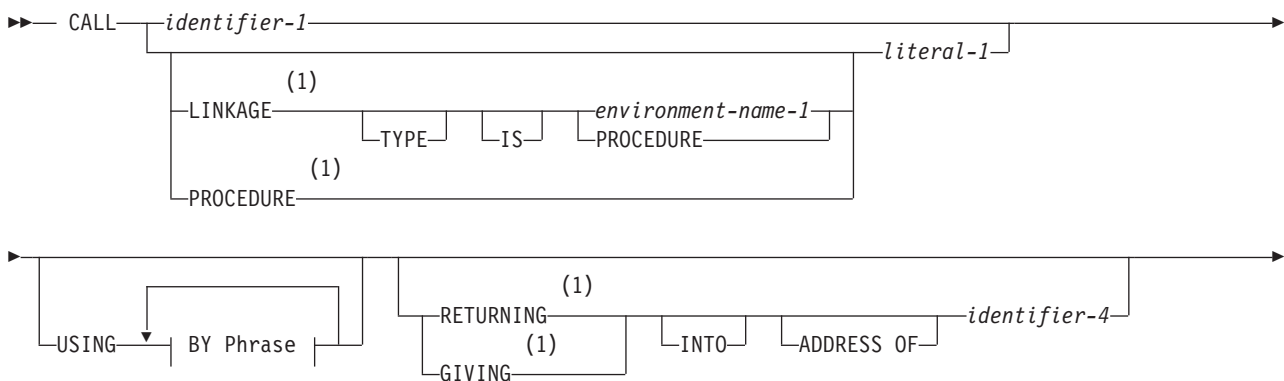 CALL identifier-1
literal-1
(1)
LINKAGE environment-name-1
TYPE IS PROCEDURE
(1)
PROCEDURE
(1)
RETURNING identifier-4
USING BY Phrase (1) INTO ADDRESS OF
GIVING